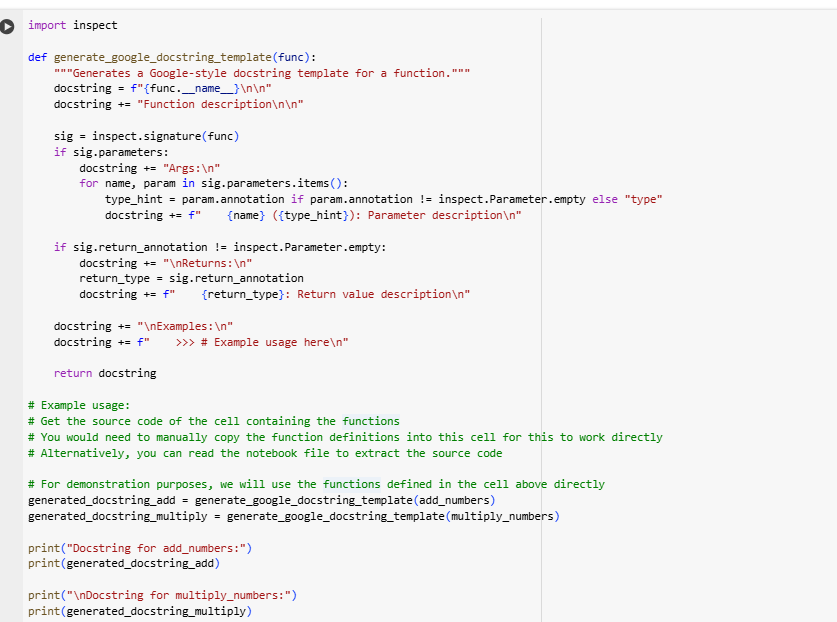 import inspect

def generate_google_docstring_template(func):
    """Generates a Google-style docstring template for a function."""
    docstring = f"{func.__name__}\n\n"
    docstring += "Function description\n\n"

    sig = inspect.signature(func)
    if sig.parameters:
        docstring += "Args:\n"
        for name, param in sig.parameters.items():
            type_hint = param.annotation if param.annotation != inspect.Parameter.empty else "type"
            docstring += f"    {name} ({type_hint}): Parameter description\n"

    if sig.return_annotation != inspect.Parameter.empty:
        docstring += "\nReturns:\n"
        return_type = sig.return_annotation
        docstring += f"    {return_type}: Return value description\n"

    docstring += "\nExamples:\n"
    docstring += f"    >>> # Example usage here\n"

    return docstring

# Example usage:
# Get the source code of the cell containing the functions
# You would need to manually copy the function definitions into this cell for this to work directly
# Alternatively, you can read the notebook file to extract the source code

# For demonstration purposes, we will use the functions defined in the cell above directly
generated_docstring_add = generate_google_docstring_template(add_numbers)
generated_docstring_multiply = generate_google_docstring_template(multiply_numbers)

print("Docstring for add_numbers:")
print(generated_docstring_add)

print("\nDocstring for multiply_numbers:")
print(generated_docstring_multiply)